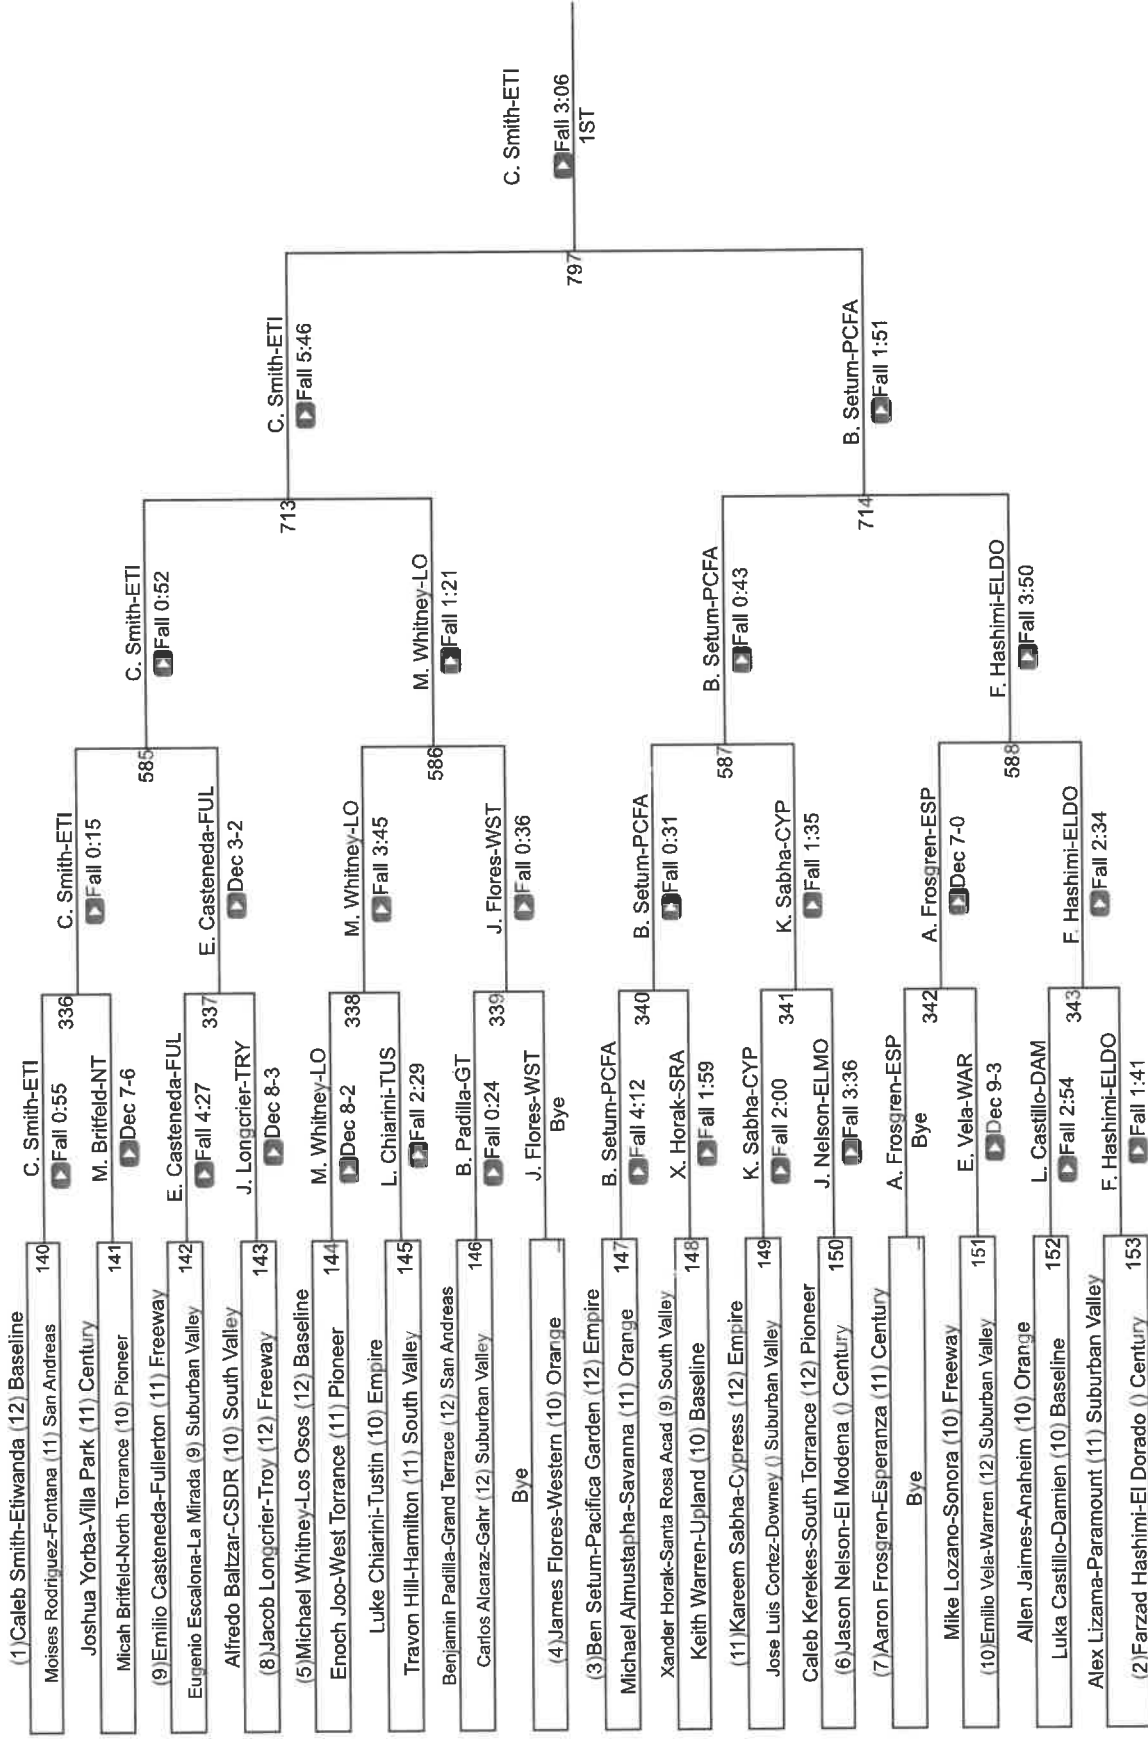 (1)Caleb Smith-Etiwanda (12) Baseline
Moises Rodriguez-Fontana (11) San Andreas
140
Joshua Yorba-Villa Park (11) Century
Micah Britfeld-North Torrance (10) Pioneer
141
(9)Emilio Casteneda-Fullerton (11) Freeway
Eugenio Escalona-La Mirada (9) Suburban Valley
142
Alfredo Baltzar-CSDR (10) South Valley
(8)Jacob Longcrier-Troy (12) Freeway
143
(5)Michael Whitney-Los Osos (12) Baseline
Enoch Joo-West Torrance (11) Pioneer
144
Luke Chiarini-Tustin (10) Empire
Travon Hill-Hamilton (11) South Valley
145
Benjamin Padilla-Grand Terrace (12) San Andreas
Carlos Alcaraz-Gahr (12) Suburban Valley
146
Bye
(4)James Flores-Western (10) Orange
(3)Ben Setum-Pacifica Garden (12) Empire
Michael Almustapha-Savanna (11) Orange
147
Xander Horak-Santa Rosa Acad (9) South Valley
Keith Warren-Upland (10) Baseline
148
(11)Kareem Sabha-Cypress (12) Empire
Jose Luis Cortez-Downey () Suburban Valley
149
Caleb Kerekes-South Torrance (12) Pioneer
(6)Jason Nelson-El Modena () Century
150
(7)Aaron Frosgren-Esperanza (11) Century
Bye
Mike Lozano-Sonora (10) Freeway
(10)Emilio Vela-Warren (12) Suburban Valley
151
Allen Jaimes-Anaheim (10) Orange
Luka Castillo-Damien (10) Baseline
152
Alex Lizama-Paramount (11) Suburban Valley
(2)Farzad Hashimi-El Dorado () Century
153
C. Smith-ETI
Fall 0:55
336
M. Britfeld-NT
Dec 7-6
E. Casteneda-FUL
Fall 4:27
337
J. Longcrier-TRY
Dec 8-3
M. Whitney-LO
Dec 8-2
338
L. Chiarini-TUS
Fall 2:29
B. Padilla-GT
Fall 0:24
339
J. Flores-WST
Bye
B. Setum-PCFA
Fall 4:12
340
X. Horak-SRA
Fall 1:59
K. Sabha-CYP
Fall 2:00
341
J. Nelson-ELMO
Fall 3:36
A. Frosgren-ESP
Bye
342
E. Vela-WAR
Dec 9-3
L. Castillo-DAM
Fall 2:54
343
F. Hashimi-ELDO
Fall 1:41
C. Smith-ETI
Fall 0:15
585
E. Casteneda-FUL
Dec 3-2
M. Whitney-LO
Fall 3:45
586
J. Flores-WST
Fall 0:36
B. Setum-PCFA
Fall 0:31
587
K. Sabha-CYP
Fall 1:35
A. Frosgren-ESP
Dec 7-0
588
F. Hashimi-ELDO
Fall 2:34
C. Smith-ETI
Fall 0:52
713
M. Whitney-LO
Fall 1:21
B. Setum-PCFA
Fall 0:43
714
F. Hashimi-ELDO
Fall 3:50
C. Smith-ETI
Fall 5:46
797
B. Setum-PCFA
Fall 1:51
C. Smith-ETI
Fall 3:06
1ST